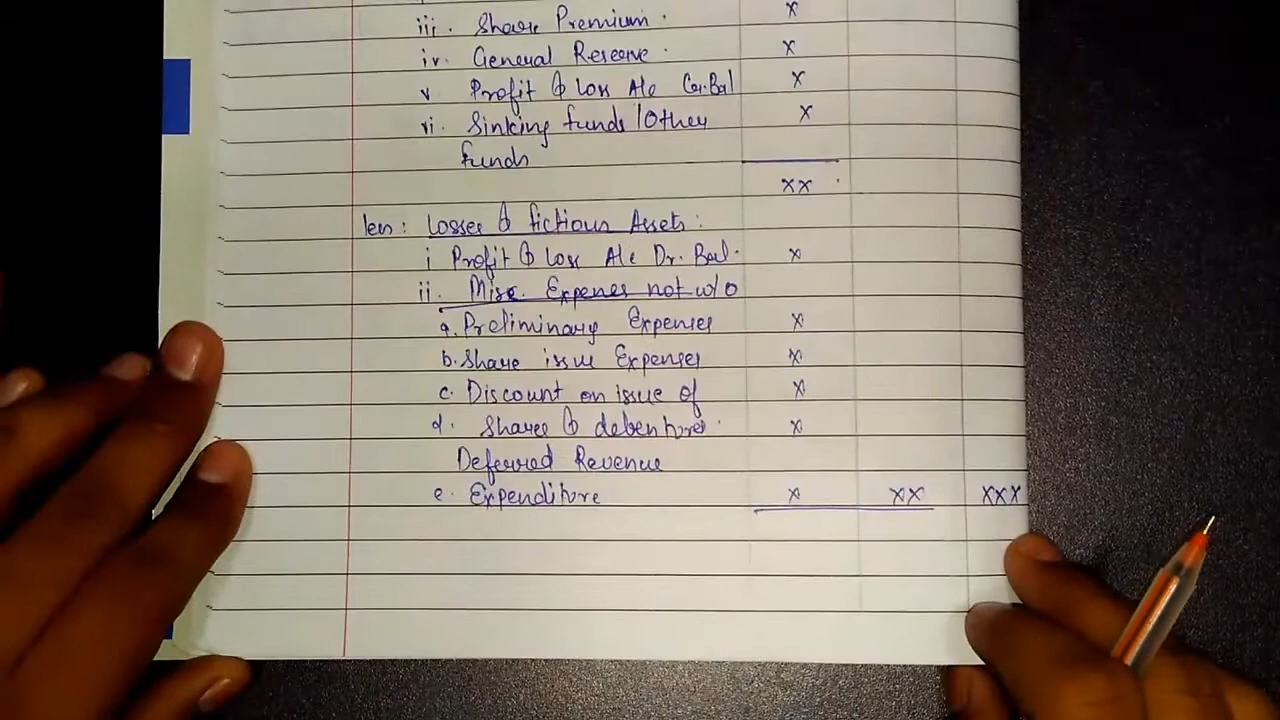 iii. Share Premium. x
iv. General Reserve. x
v Profit & Loss A/c Cr.Bal x
vi. Sinking funds / Other x
funds
xx
less: Losses & fictious Assets:
i Profit & Loss A/c Dr. Bal. x
ii. Misc. Expenes not w/o
a. Preliminary Expenses x
b. Share issue Expenses x
c. Discount on issue of x
d. Shares & debentures. x
Deferred Revenue
e. Expenditure x xx xxx